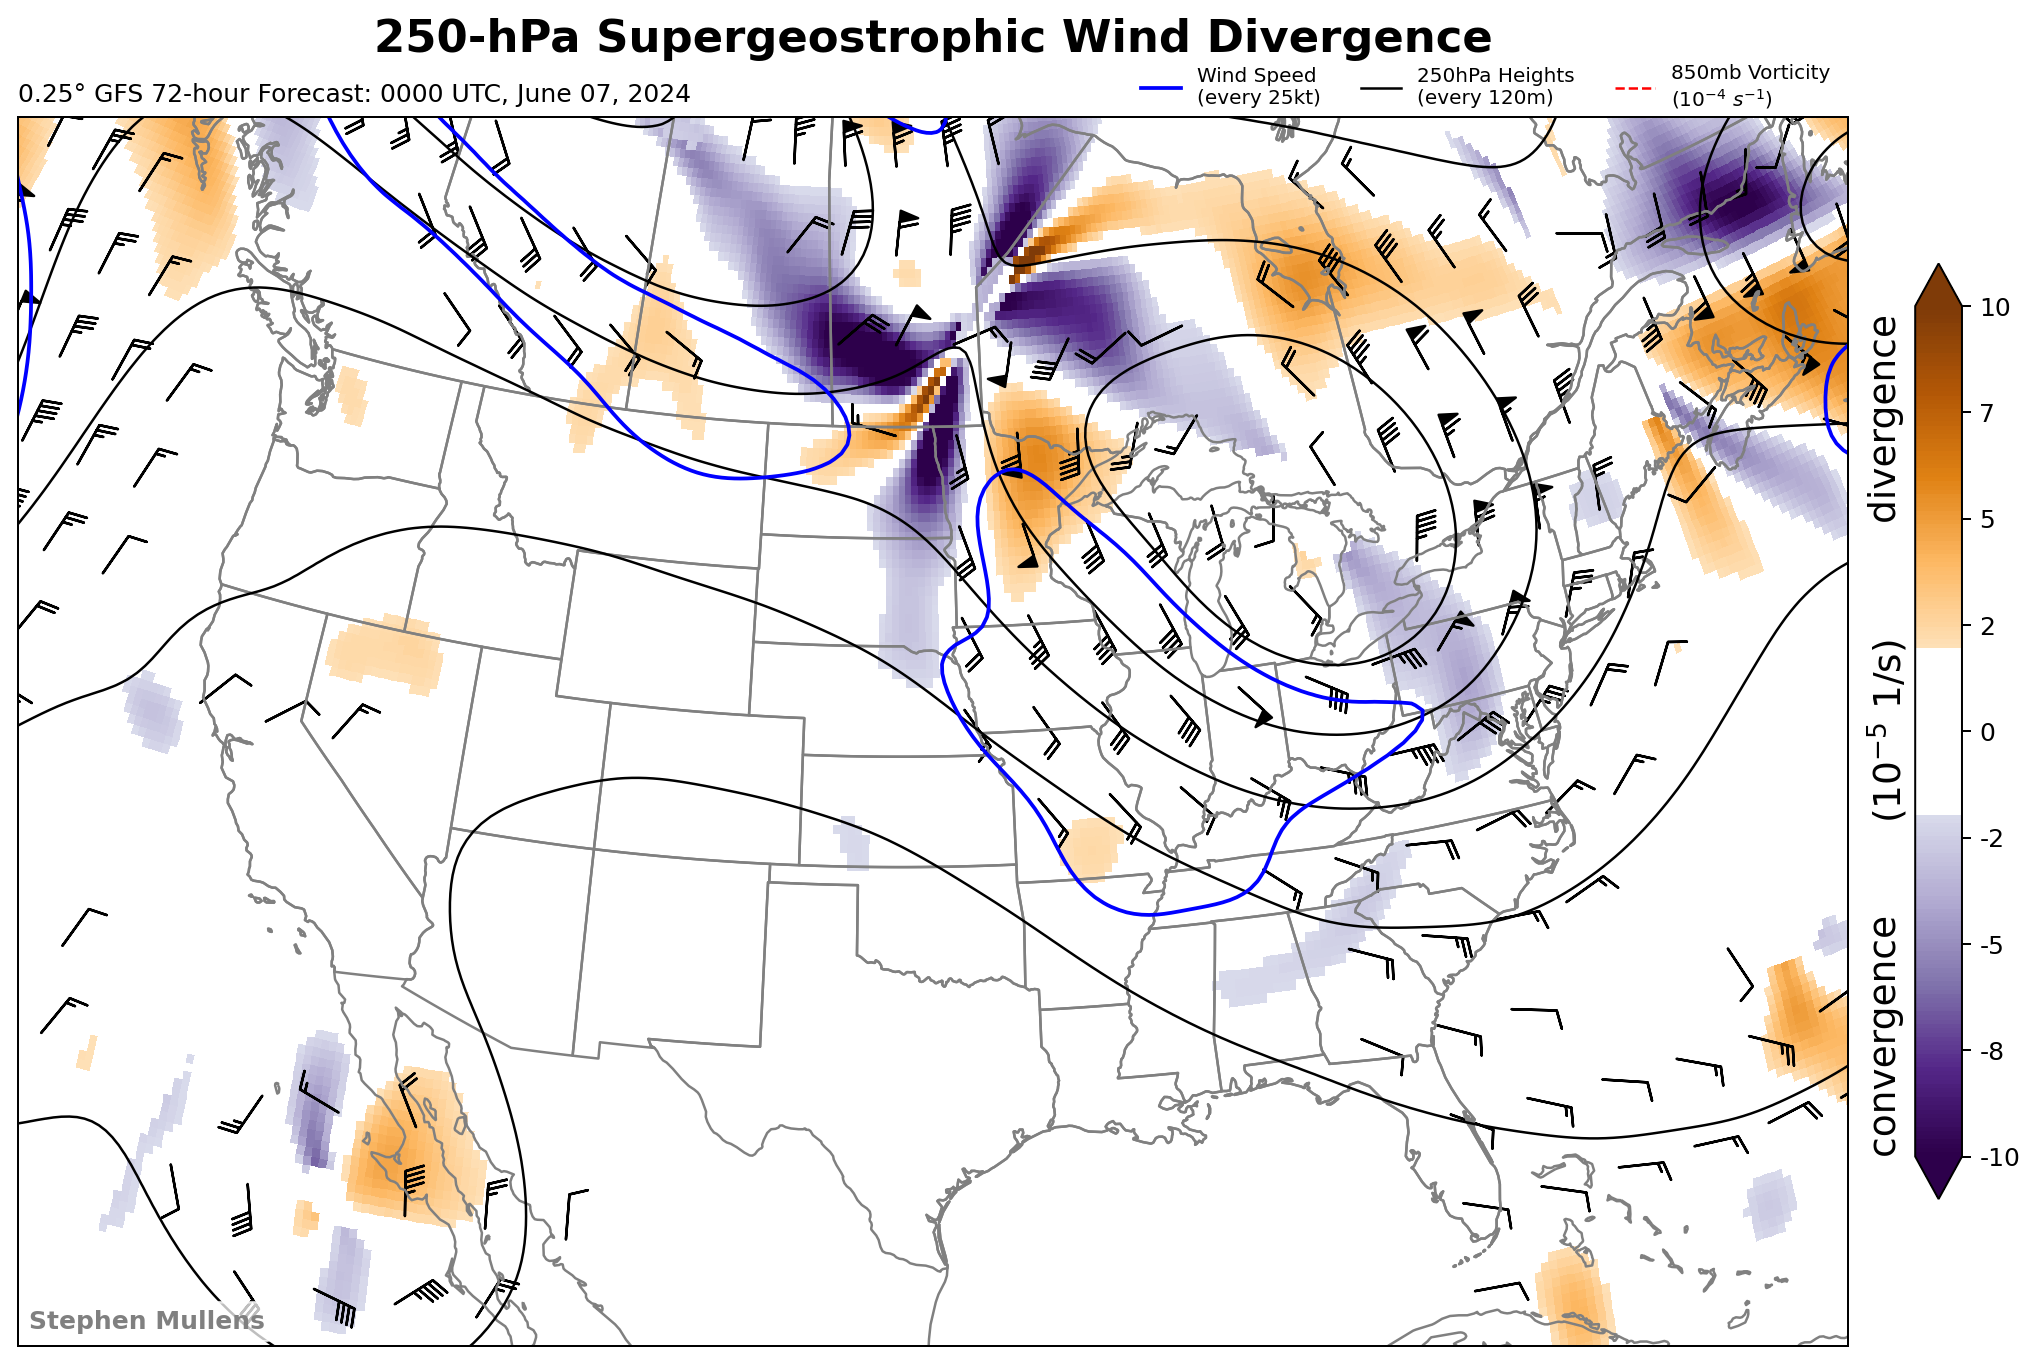 250-hPa Supergeostrophic Wind Divergence
0.25° GFS 72-hour Forecast: 0000 UTC, June 07, 2024
Wind Speed
(every 25kt)
250hPa Heights
(every 120m)
850mb Vorticity
(10⁻⁴ s⁻¹)
10
7
5
2
0
-2
-5
-8
-10
convergence (10⁻⁵ 1/s) divergence
Stephen Mullens